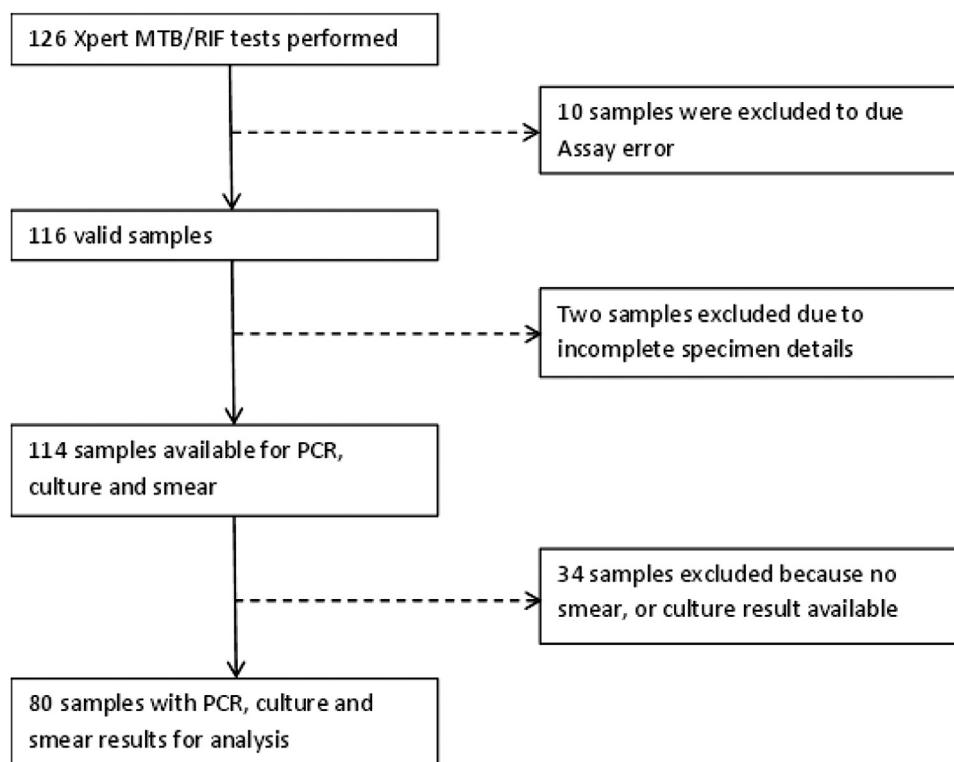 126 Xpert MTB/RIF tests performed
10 samples were excluded to due
Assay error
116 valid samples
Two samples excluded due to
incomplete specimen details
114 samples available for PCR,
culture and smear
34 samples excluded because no
smear, or culture result available
80 samples with PCR, culture and
smear results for analysis